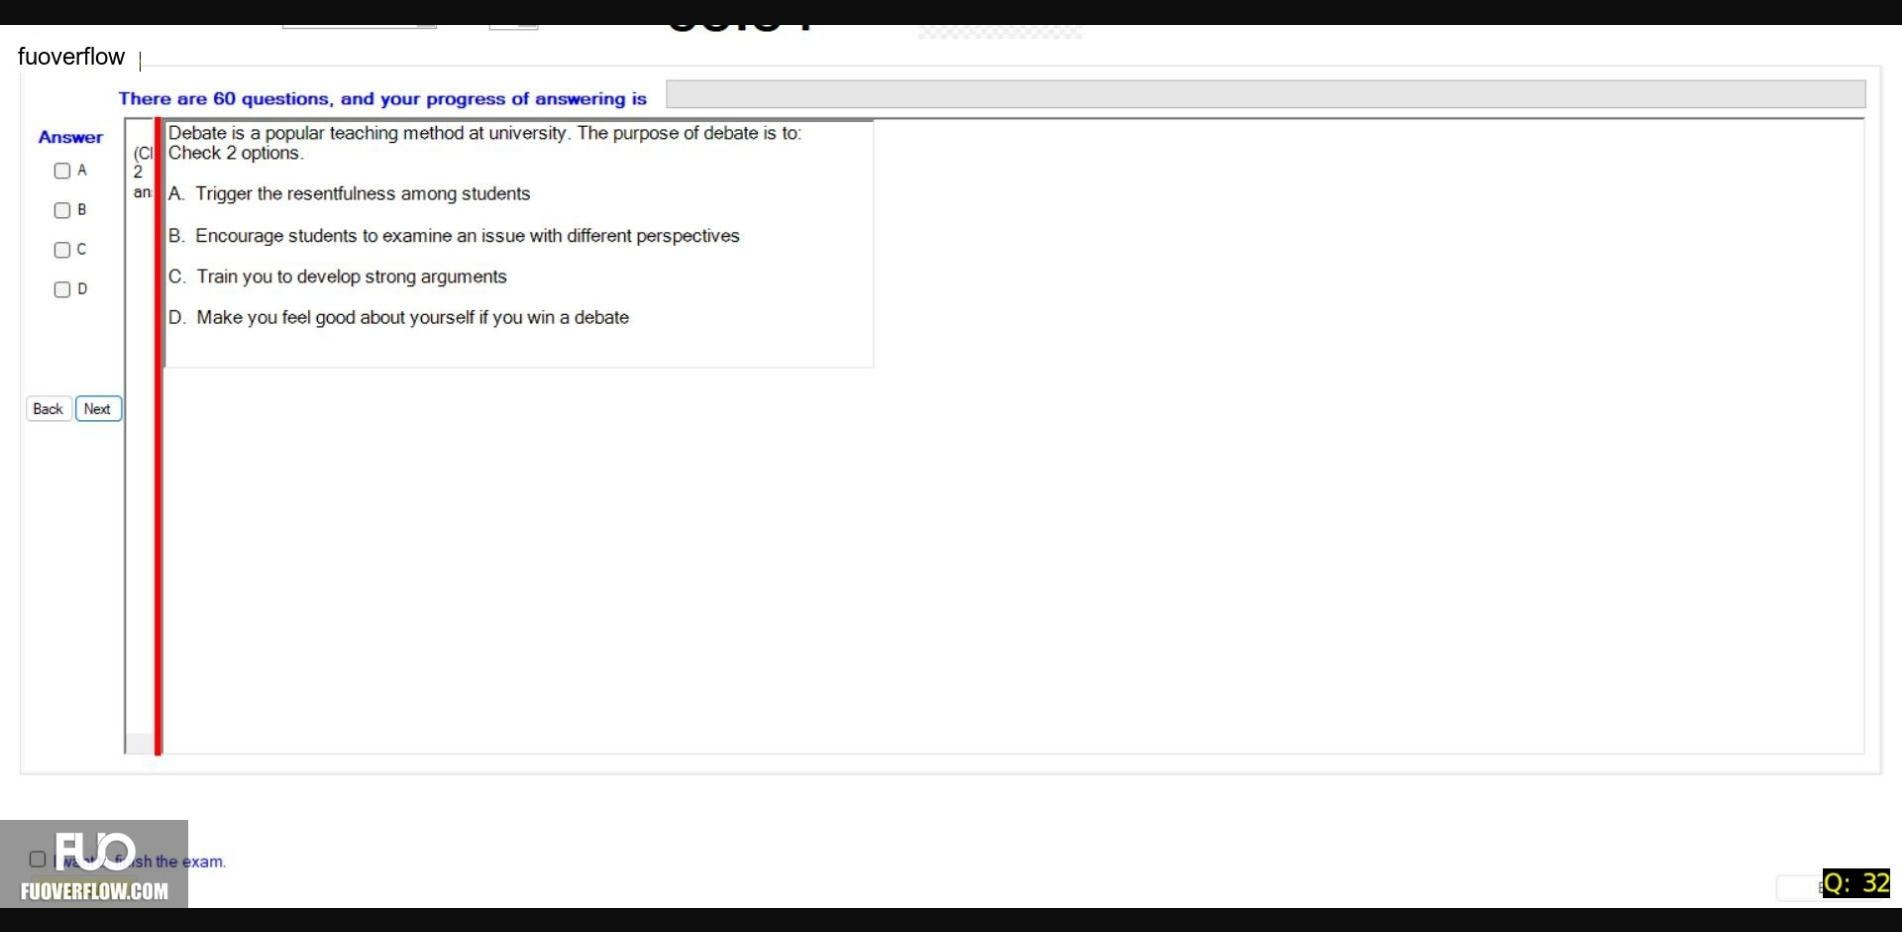 fuoverflow
There are 60 questions, and your progress of answering is
Answer
A
B
C
D
(Cl
2
an
Debate is a popular teaching method at university. The purpose of debate is to:
Check 2 options.
A. Trigger the resentfulness among students
B. Encourage students to examine an issue with different perspectives
C. Train you to develop strong arguments
D. Make you feel good about yourself if you win a debate
Back
Next
FUO
I want finish the exam.
FUOVERFLOW.COM
Q: 32